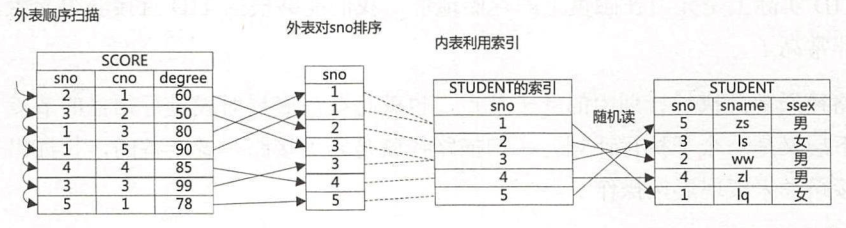 外表顺序扫描
外表对sno排序
内表利用索引
SCORE
sno cno degree
2 1 60
3 2 50
1 3 80
1 5 90
4 4 85
3 3 99
5 1 78
sno
1
1
2
3
3
4
5
STUDENT的索引
sno
1
2
3
4
5
随机读
STUDENT
sno sname ssex
5 zs 男
3 ls 女
2 ww 男
4 zl 男
1 lq 女